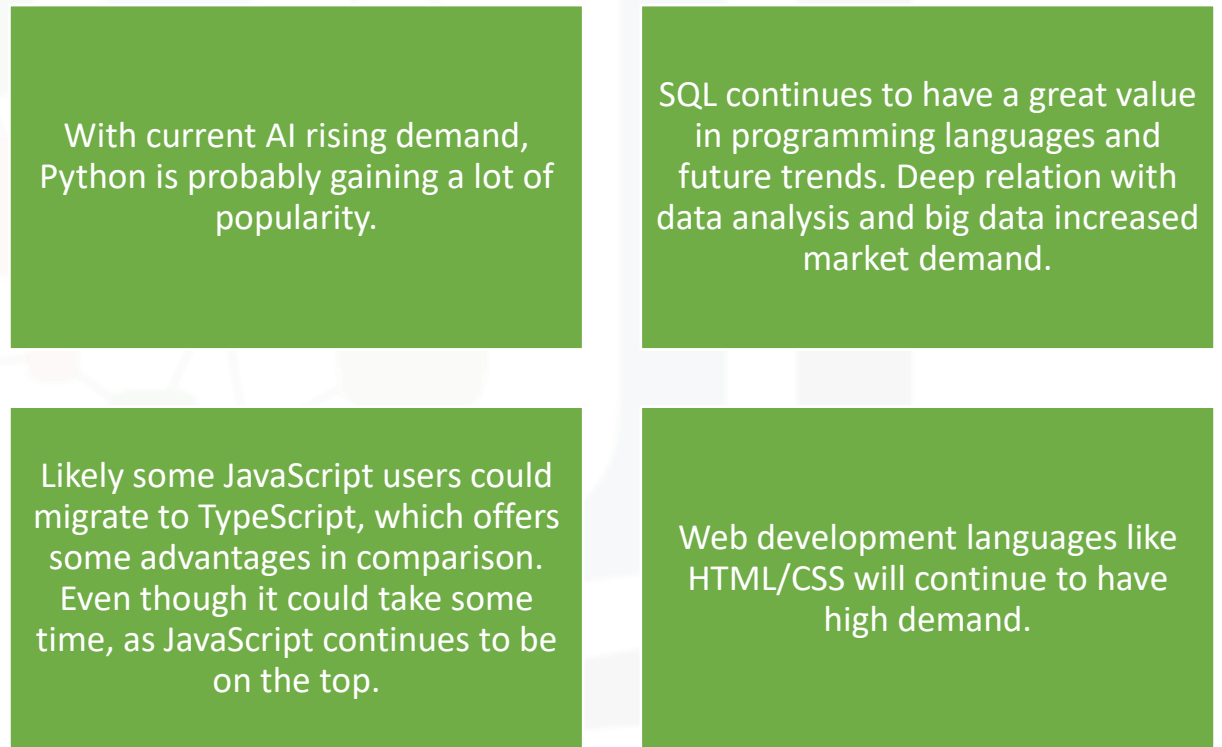 With current AI rising demand,
Python is probably gaining a lot of
popularity.
SQL continues to have a great value
in programming languages and
future trends. Deep relation with
data analysis and big data increased
market demand.
Likely some JavaScript users could
migrate to TypeScript, which offers
some advantages in comparison.
Even though it could take some
time, as JavaScript continues to be
on the top.
Web development languages like
HTML/CSS will continue to have
high demand.